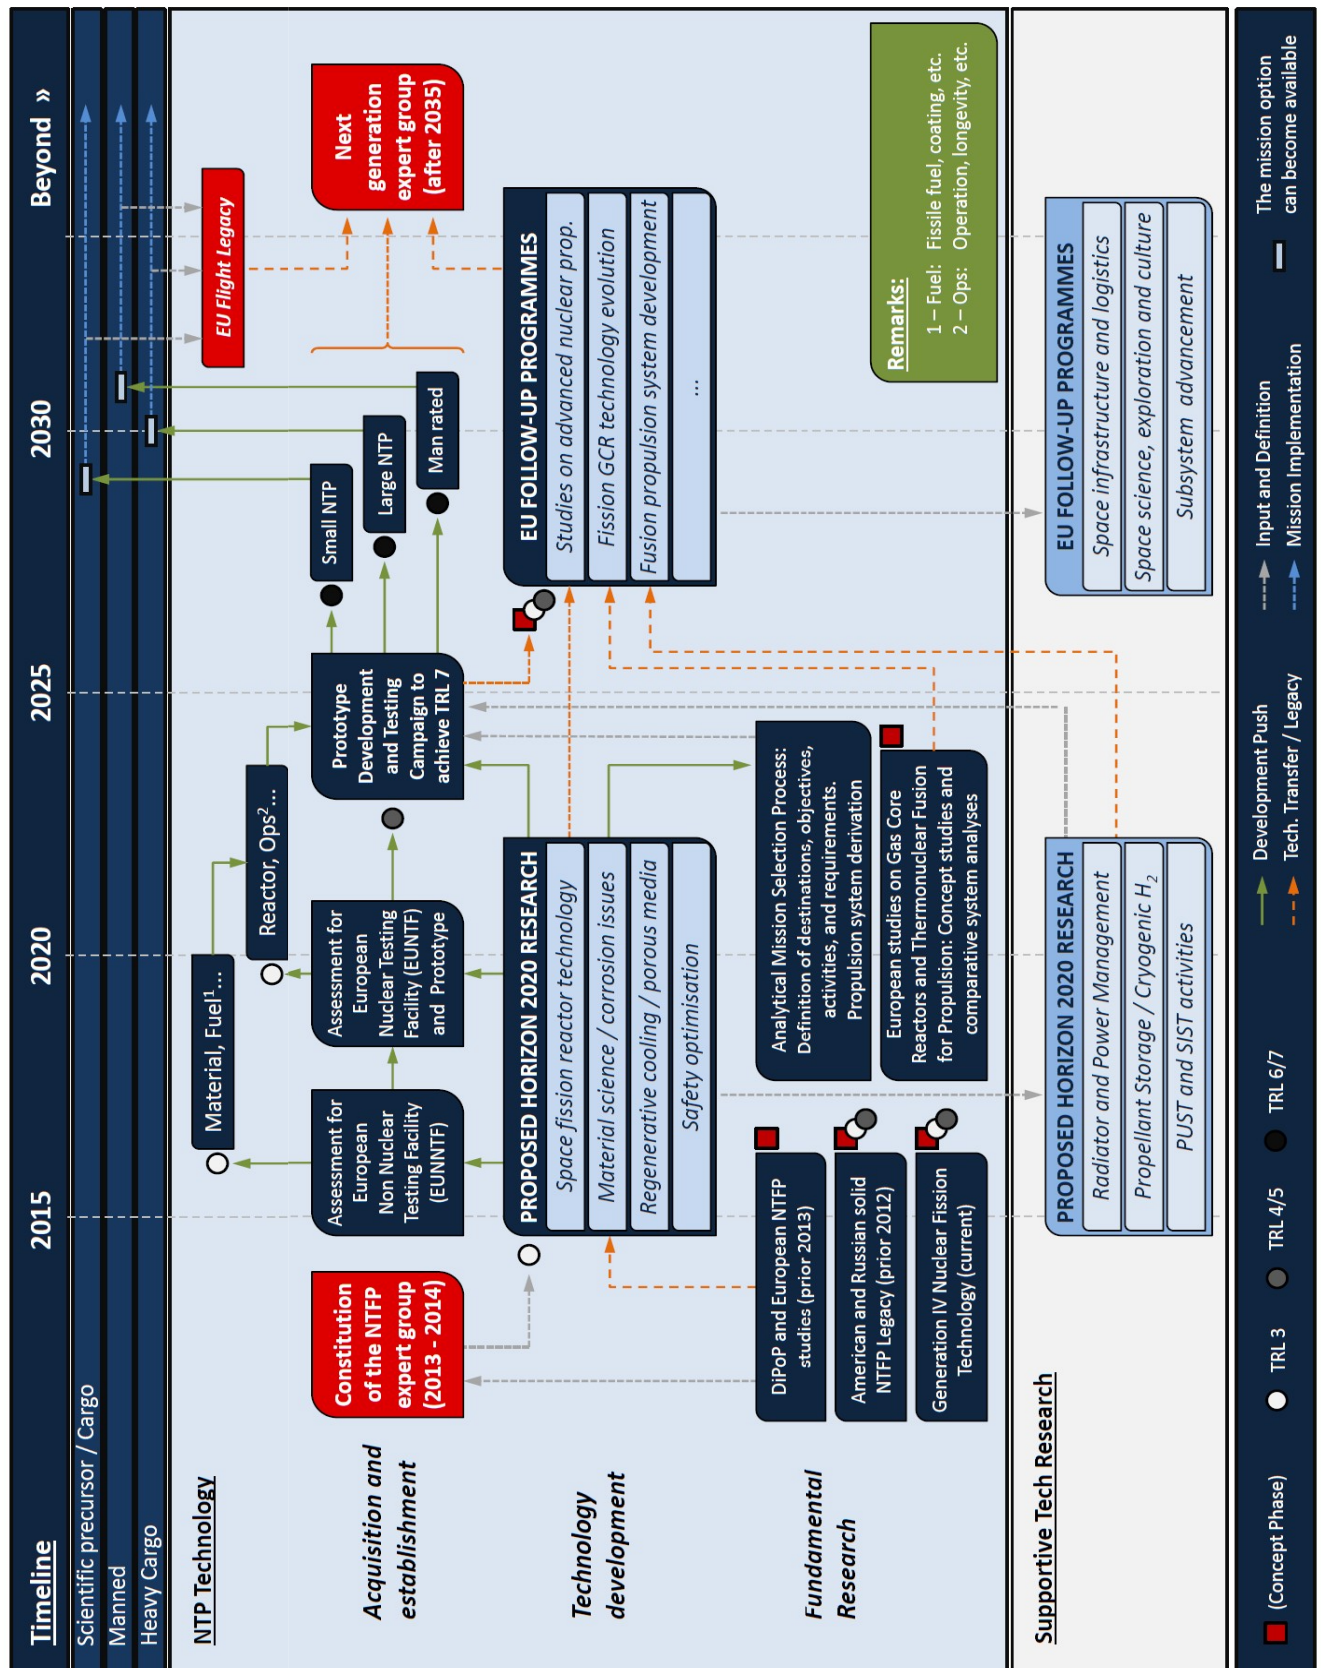 Timeline
2015
2020
2025
2030
Beyond »
Scientific precursor / Cargo
Manned
Heavy Cargo
NTP Technology
Material, Fuel¹...
Reactor, Ops²...
EU Flight Legacy
Acquisition and
establishment
Constitution
of the NTFP
expert group
(2013 - 2014)
Assessment for
European
Non Nuclear
Testing Facility
(EUNNTF)
Assessment for
European
Nuclear Testing
Facility (EUNTF)
and Prototype
Prototype
Development
and Testing
Campaign to
achieve TRL 7
Small NTP
Large NTP
Man rated
Next
generation
expert group
(after 2035)
Technology
development
PROPOSED HORIZON 2020 RESEARCH
Space fission reactor technology
Material science / corrosion issues
Regenerative cooling / porous media
Safety optimisation
EU FOLLOW-UP PROGRAMMES
Studies on advanced nuclear prop.
Fission GCR technology evolution
Fusion propulsion system development
...
Fundamental
Research
DiPoP and European NTFP
studies (prior 2013)
American and Russian solid
NTFP Legacy (prior 2012)
Generation IV Nuclear Fission
Technology (current)
Analytical Mission Selection Process:
Definition of destinations, objectives,
activities, and requirements.
Propulsion system derivation
European studies on Gas Core
Reactors and Thermonuclear Fusion
for Propulsion: Concept studies and
comparative system analyses
Remarks:
1 – Fuel: Fissile fuel, coating, etc.
2 – Ops: Operation, longevity, etc.
Supportive Tech Research
PROPOSED HORIZON 2020 RESEARCH
Radiator and Power Management
Propellant Storage / Cryogenic H₂
PUST and SIST activities
EU FOLLOW-UP PROGRAMMES
Space infrastructure and logistics
Space science, exploration and culture
Subsystem advancement
(Concept Phase)
TRL 3
TRL 4/5
TRL 6/7
Development Push
Tech. Transfer / Legacy
Input and Definition
Mission Implementation
The mission option
can become available